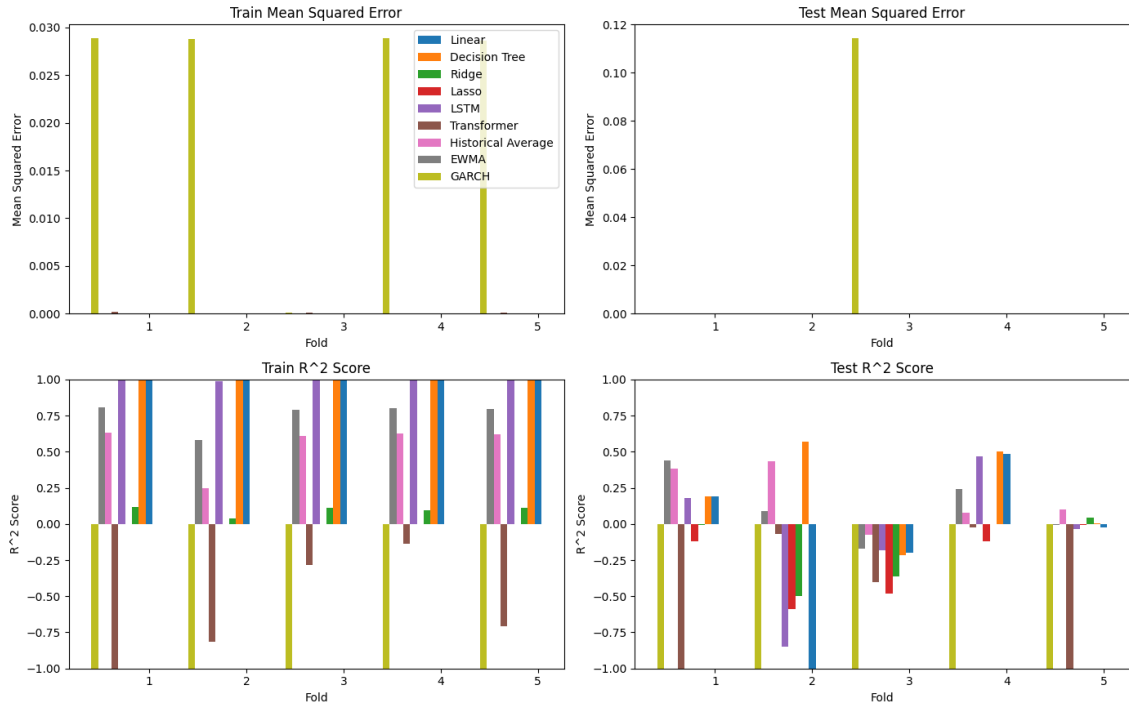 Train Mean Squared Error
0.030
0.025
0.020
0.015
0.010
0.005
0.000
Mean Squared Error
1 2 3 4 5
Fold
Linear
Decision Tree
Ridge
Lasso
LSTM
Transformer
Historical Average
EWMA
GARCH
Test Mean Squared Error
0.12
0.10
0.08
0.06
0.04
0.02
0.00
Mean Squared Error
1 2 3 4 5
Fold
Train R^2 Score
1.00
0.75
0.50
0.25
0.00
−0.25
−0.50
−0.75
−1.00
R^2 Score
1 2 3 4 5
Fold
Test R^2 Score
1.00
0.75
0.50
0.25
0.00
−0.25
−0.50
−0.75
−1.00
R^2 Score
1 2 3 4 5
Fold